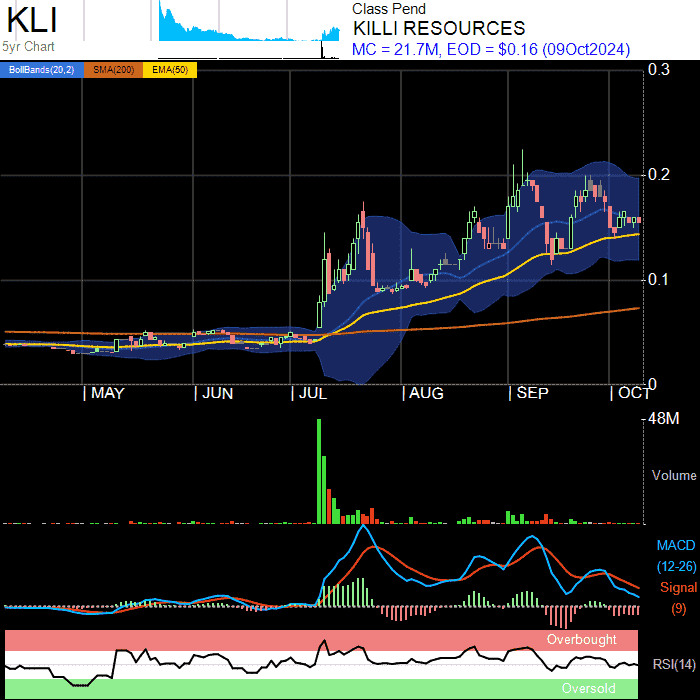 KLI
5yr Chart
Class Pend
KILLI RESOURCES
MC = 21.7M, EOD = $0.16 (09Oct2024)
BollBands(20,2) SMA(200) EMA(50)
0.3
0.2
0.1
0
| MAY | JUN | JUL | AUG | SEP | OCT
48M
Volume
MACD
(12-26)
Signal
(9)
Overbought
RSI(14)
Oversold